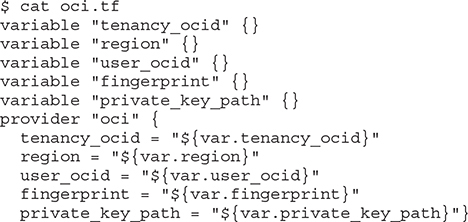 $ cat oci.tf
variable "tenancy_ocid" {}
variable "region" {}
variable "user_ocid" {}
variable "fingerprint" {}
variable "private_key_path" {}
provider "oci" {
  tenancy_ocid = "${var.tenancy_ocid}"
  region = "${var.region}"
  user_ocid = "${var.user_ocid}"
  fingerprint = "${var.fingerprint}"
  private_key_path = "${var.private_key_path}"}